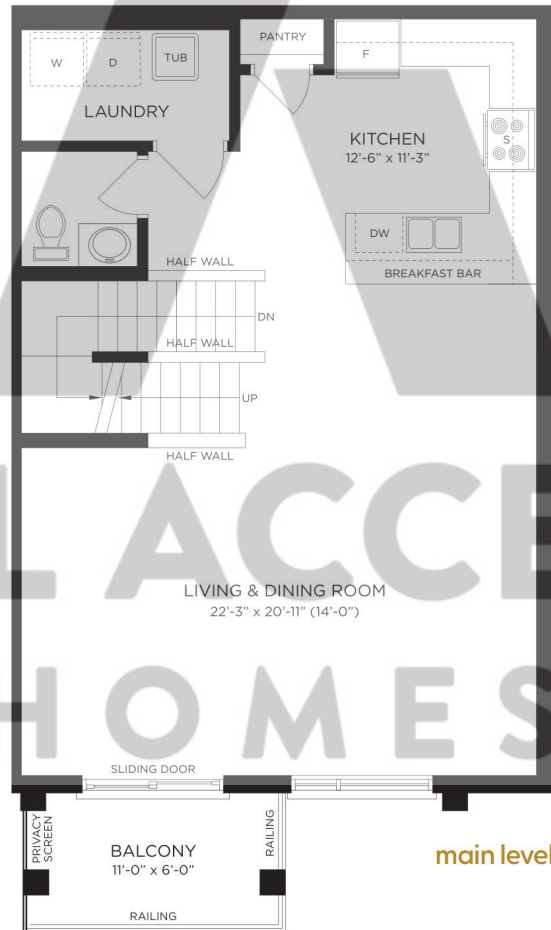 PANTRY
W
D
TUB
F
LAUNDRY
KITCHEN
12'-6" x 11'-3"
S
DW
BREAKFAST BAR
HALF WALL
DN
HALF WALL
UP
HALF WALL
L ACCE
LIVING & DINING ROOM
22'-3" x 20'-11" (14'-0")
HOMES
SLIDING DOOR
PRIVACY
SCREEN
BALCONY
11'-0" x 6'-0"
RAILING
main level
RAILING